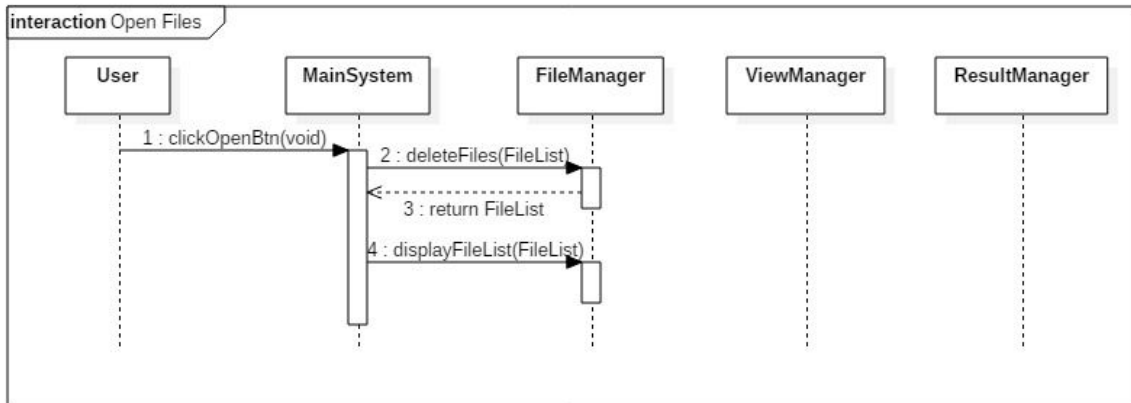 interaction Open Files
User
MainSystem
FileManager
ViewManager
ResultManager
1 : clickOpenBtn(void)
2 : deleteFiles(FileList)
3 : return FileList
4 : displayFileList(FileList)